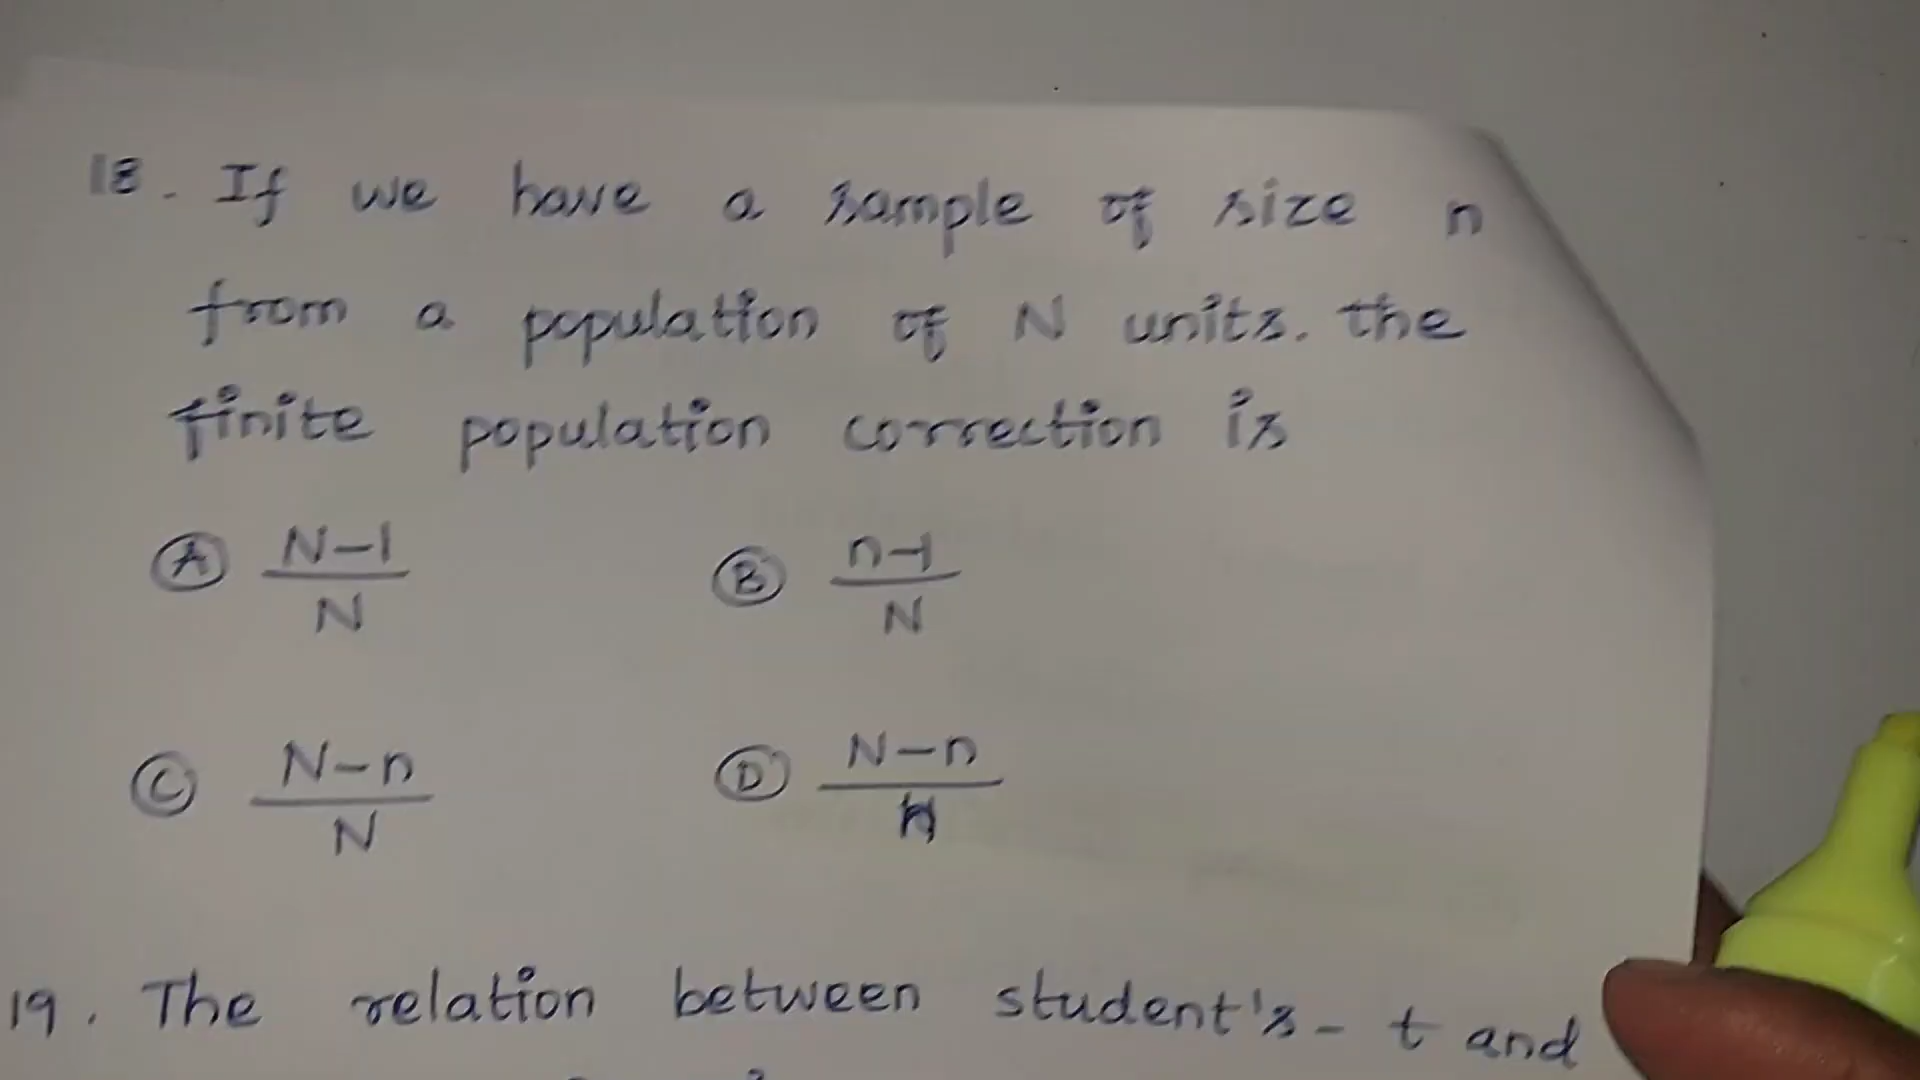 18. If we have a sample of size n
from a population of N units. the
finite population correction is
(A) N-1/N (B) n-1/N
(C) N-n/N (D) N-n/n
19. The relation between student's - t and